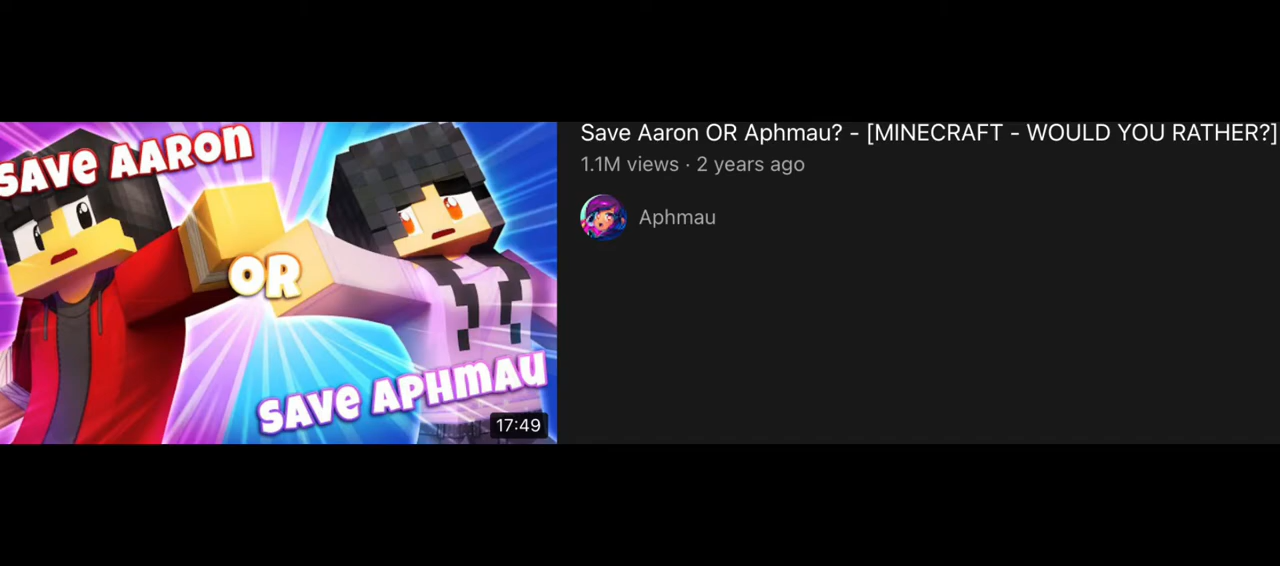 SAVE AARON
OR
SAVE APHMAU
17:49
Save Aaron OR Aphmau? - [MINECRAFT - WOULD YOU RATHER?]
1.1M views · 2 years ago
Aphmau